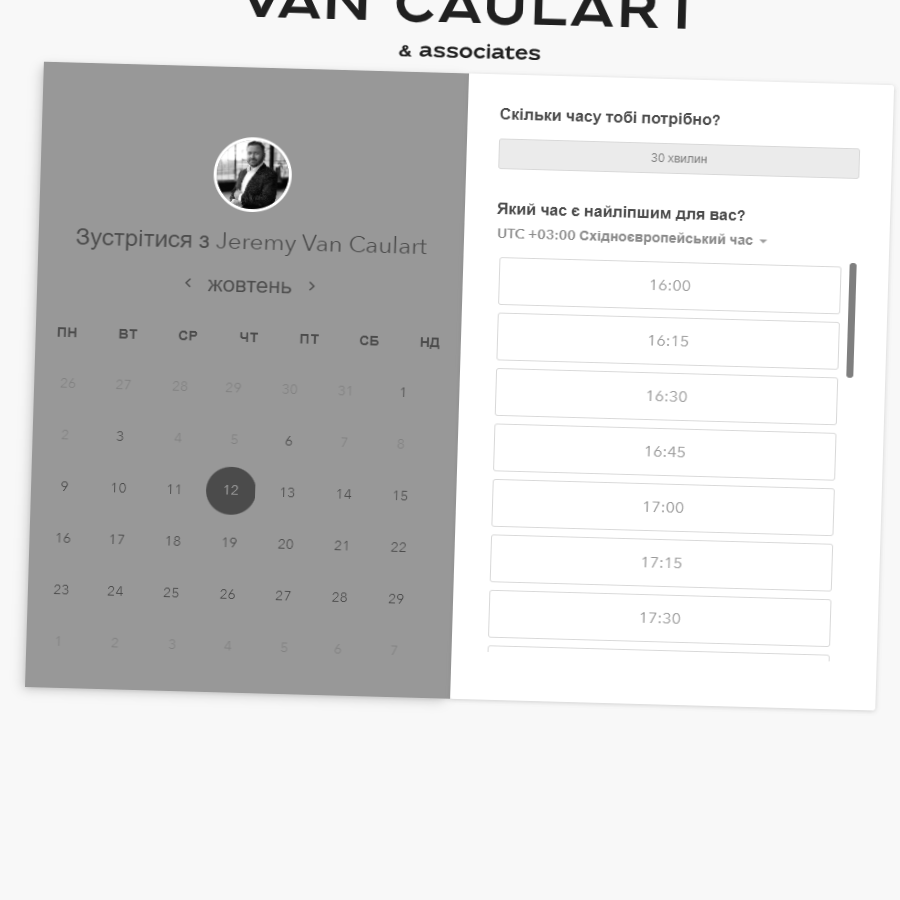 VAN CAULART
& associates
Зустрітися з Jeremy Van Caulart
жовтень
ПН ВТ СР ЧТ ПТ СБ НД
26 27 28 29 30 31 1
2 3 4 5 6 7 8
9 10 11 12 13 14 15
16 17 18 19 20 21 22
23 24 25 26 27 28 29
1 2 3 4 5 6 7
Скільки часу тобі потрібно?
30 хвилин
Який час є найліпшим для вас?
UTC +03:00 Східноєвропейський час
16:00
16:15
16:30
16:45
17:00
17:15
17:30